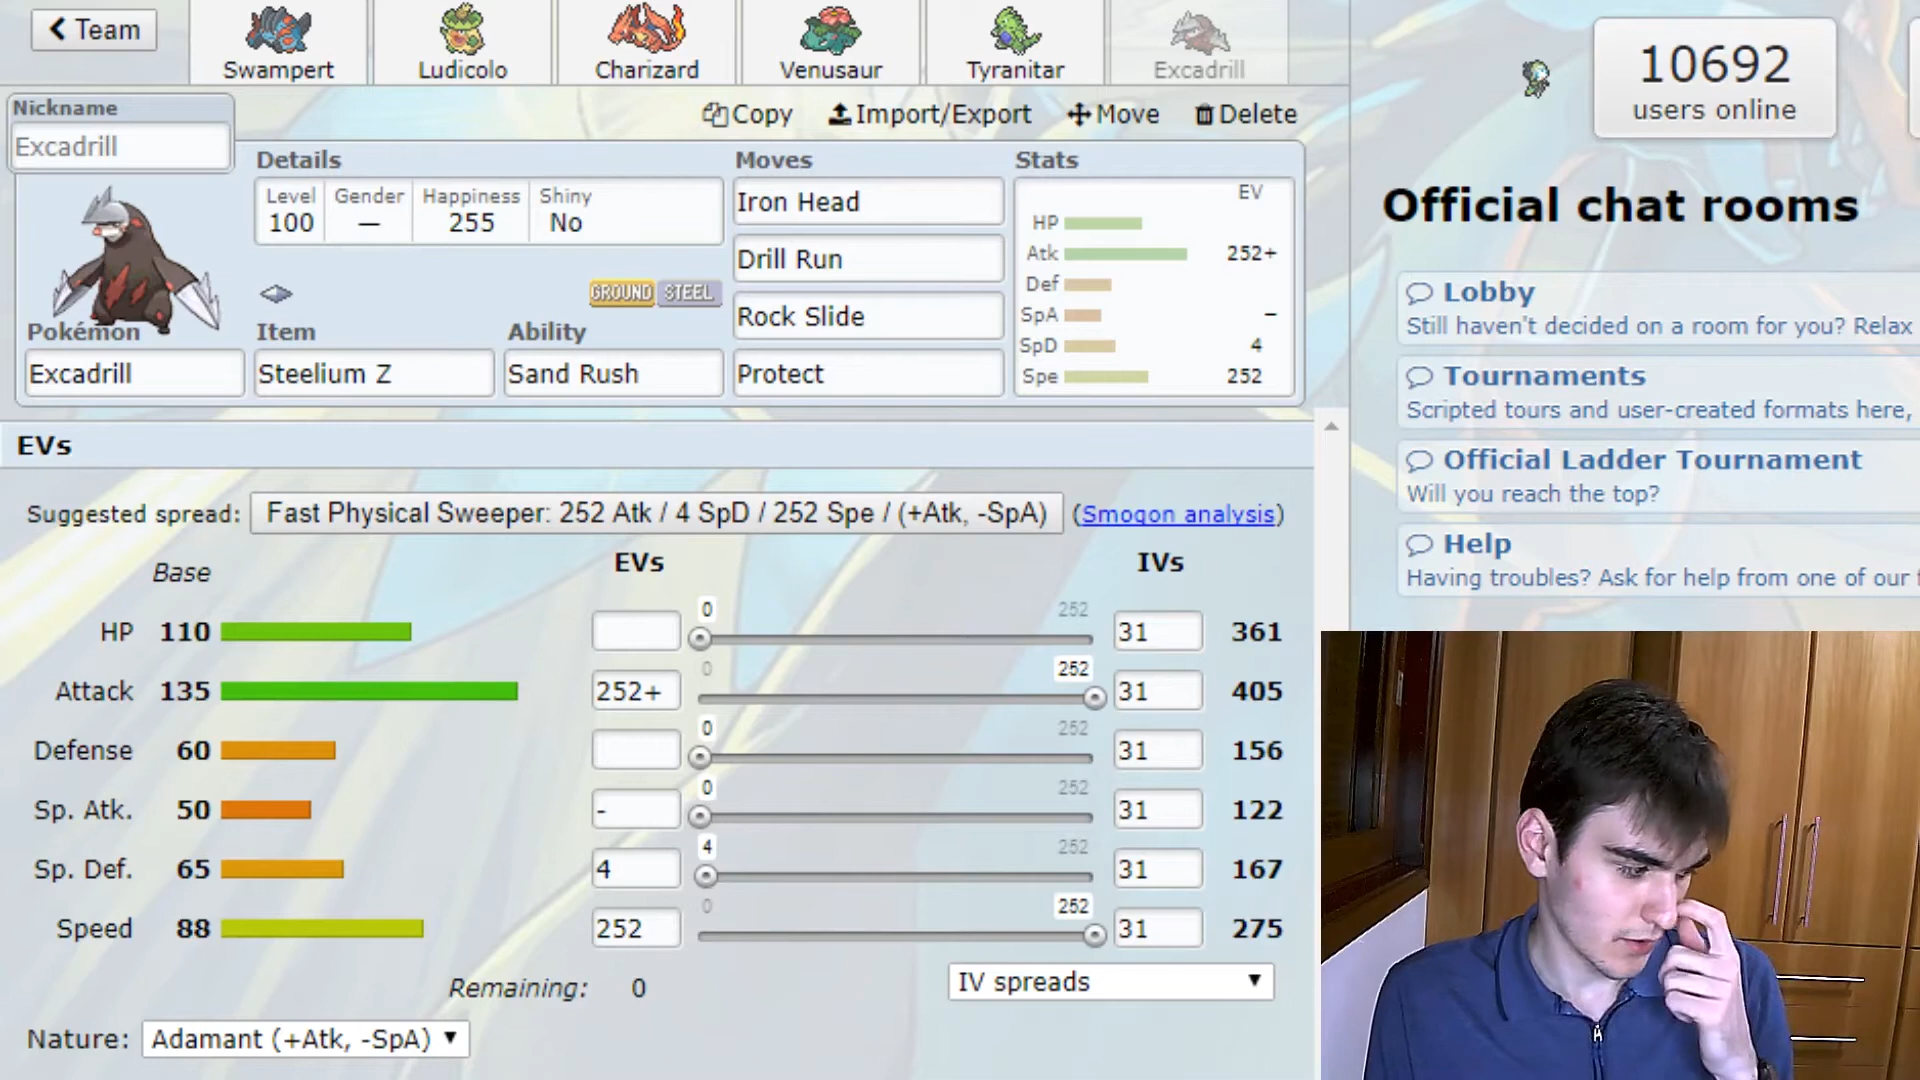 Team
Swampert
Ludicolo
Charizard
Venusaur
Tyranitar
Excadrill
10692
users online
Nickname
Excadrill
Copy
Import/Export
Move
Delete
Details
Moves
Stats
Level
Gender
Happiness
Shiny
100
—
255
No
Iron Head
Drill Run
Rock Slide
Protect
EV
HP
Atk 252+
Def
SpA –
SpD 4
Spe 252
GROUND STEEL
Pokémon
Item
Ability
Excadrill
Steelium Z
Sand Rush
Official chat rooms
Lobby
Still haven't decided on a room for you? Relax
Tournaments
Scripted tours and user-created formats here,
Official Ladder Tournament
Will you reach the top?
Help
Having troubles? Ask for help from one of our
EVs
Suggested spread: Fast Physical Sweeper: 252 Atk / 4 SpD / 252 Spe / (+Atk, -SpA) (Smogon analysis)
Base EVs IVs
0 252
HP 110 31 361
0 252
Attack 135 252+ 31 405
0 252
Defense 60 31 156
0 252
Sp. Atk. 50 - 31 122
4 252
Sp. Def. 65 4 31 167
0 252
Speed 88 252 31 275
Remaining: 0
IV spreads
Nature: Adamant (+Atk, -SpA)